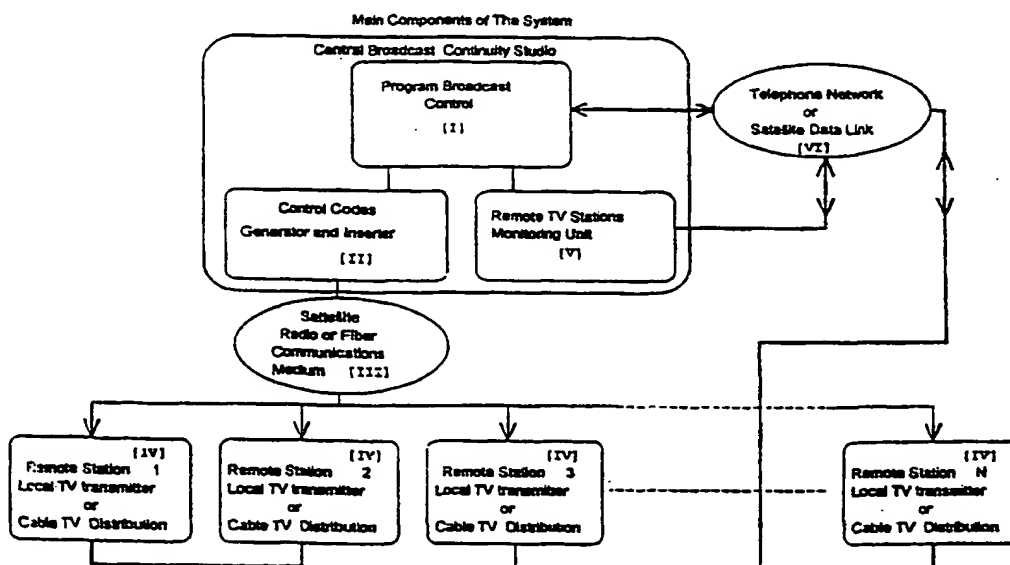 Main Components of The System
Central Broadcast Continuity Studio
Program Broadcast
Control
[I]
Telephone Network
or
Satellite Data Link
[VI]
Control Codes
Generator and Inserter
[II]
Remote TV Stations
Monitoring Unit
[V]
Sattelite
Radio or Fiber
Communications
Medium [III]
[IV]
Remote Station 1
Local TV transmitter
or
Cable TV Distribution
[IV]
Remote Station 2
Local TV transmitter
or
Cable TV Distribution
[IV]
Remote Station 3
Local TV transmitter
or
Cable TV Distribution
[IV]
Remote Station N
Local TV transmitter
or
Cable TV Distribution